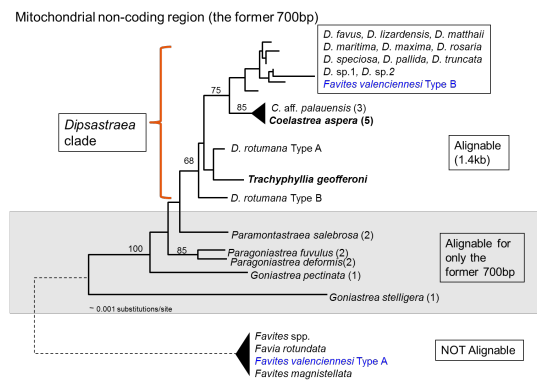 Mitochondrial non-coding region (the former 700bp)
D. favus, D. lizardensis, D. matthaii
D. maritima, D. maxima, D. rosaria
D. speciosa, D. pallida, D. truncata
D. sp.1, D. sp.2
Favites valenciennesi Type B
75
85
C. aff. palauensis (3)
Coelastrea aspera (5)
Dipsastraea
clade
Alignable
(1.4kb)
D. rotumana Type A
68
Trachyphyllia geofferoni
D. rotumana Type B
Paramontastraea salebrosa (2)
100
85
Paragoniastrea fuvulus (2)
Paragoniastrea deformis(2)
Goniastrea pectinata (1)
Alignable for
only the
former 700bp
Goniastrea stelligera (1)
~ 0.001 substitutions/site
Favites spp.
Favia rotundata
Favites valenciennesi Type A
Favites magnistellata
NOT Alignable